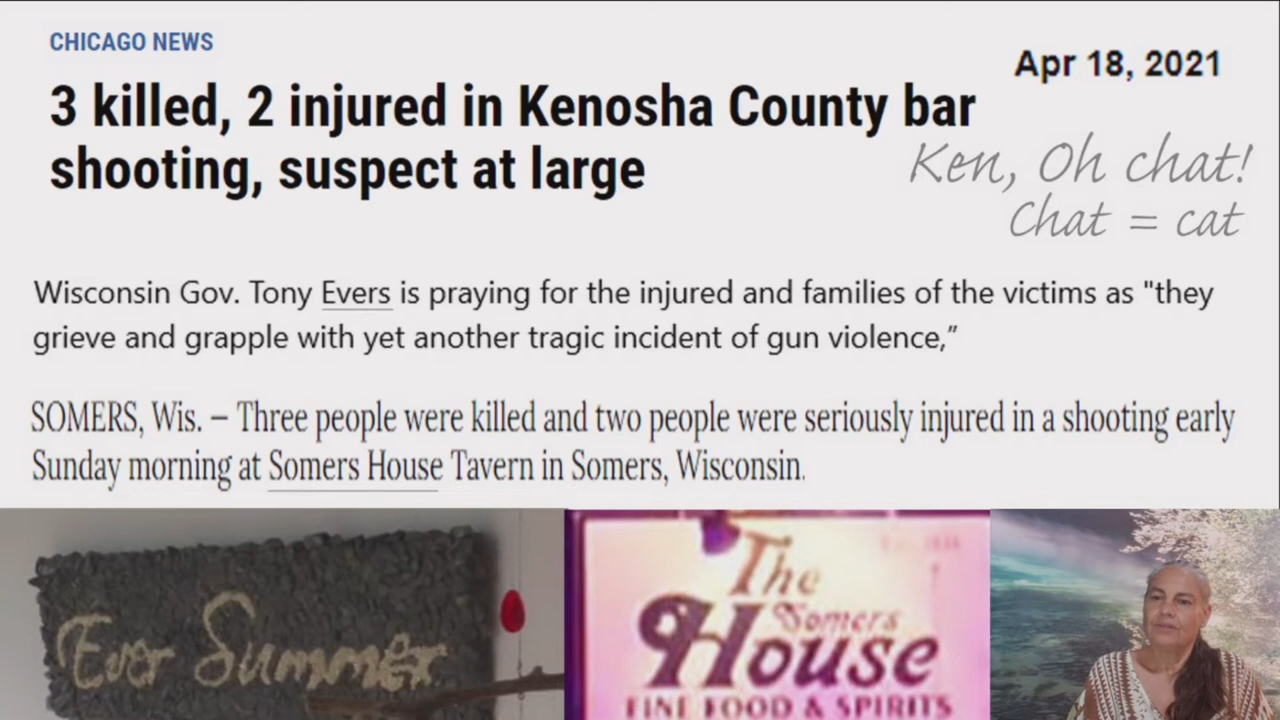 CHICAGO NEWS
Apr 18, 2021
3 killed, 2 injured in Kenosha County bar
shooting, suspect at large
Ken, Oh chat!
Chat = cat
Wisconsin Gov. Tony Evers is praying for the injured and families of the victims as "they
grieve and grapple with yet another tragic incident of gun violence,”
SOMERS, Wis. – Three people were killed and two people were seriously injured in a shooting early
Sunday morning at Somers House Tavern in Somers, Wisconsin.
Ever Summer
The
Somers
House
FINE FOOD & SPIRITS